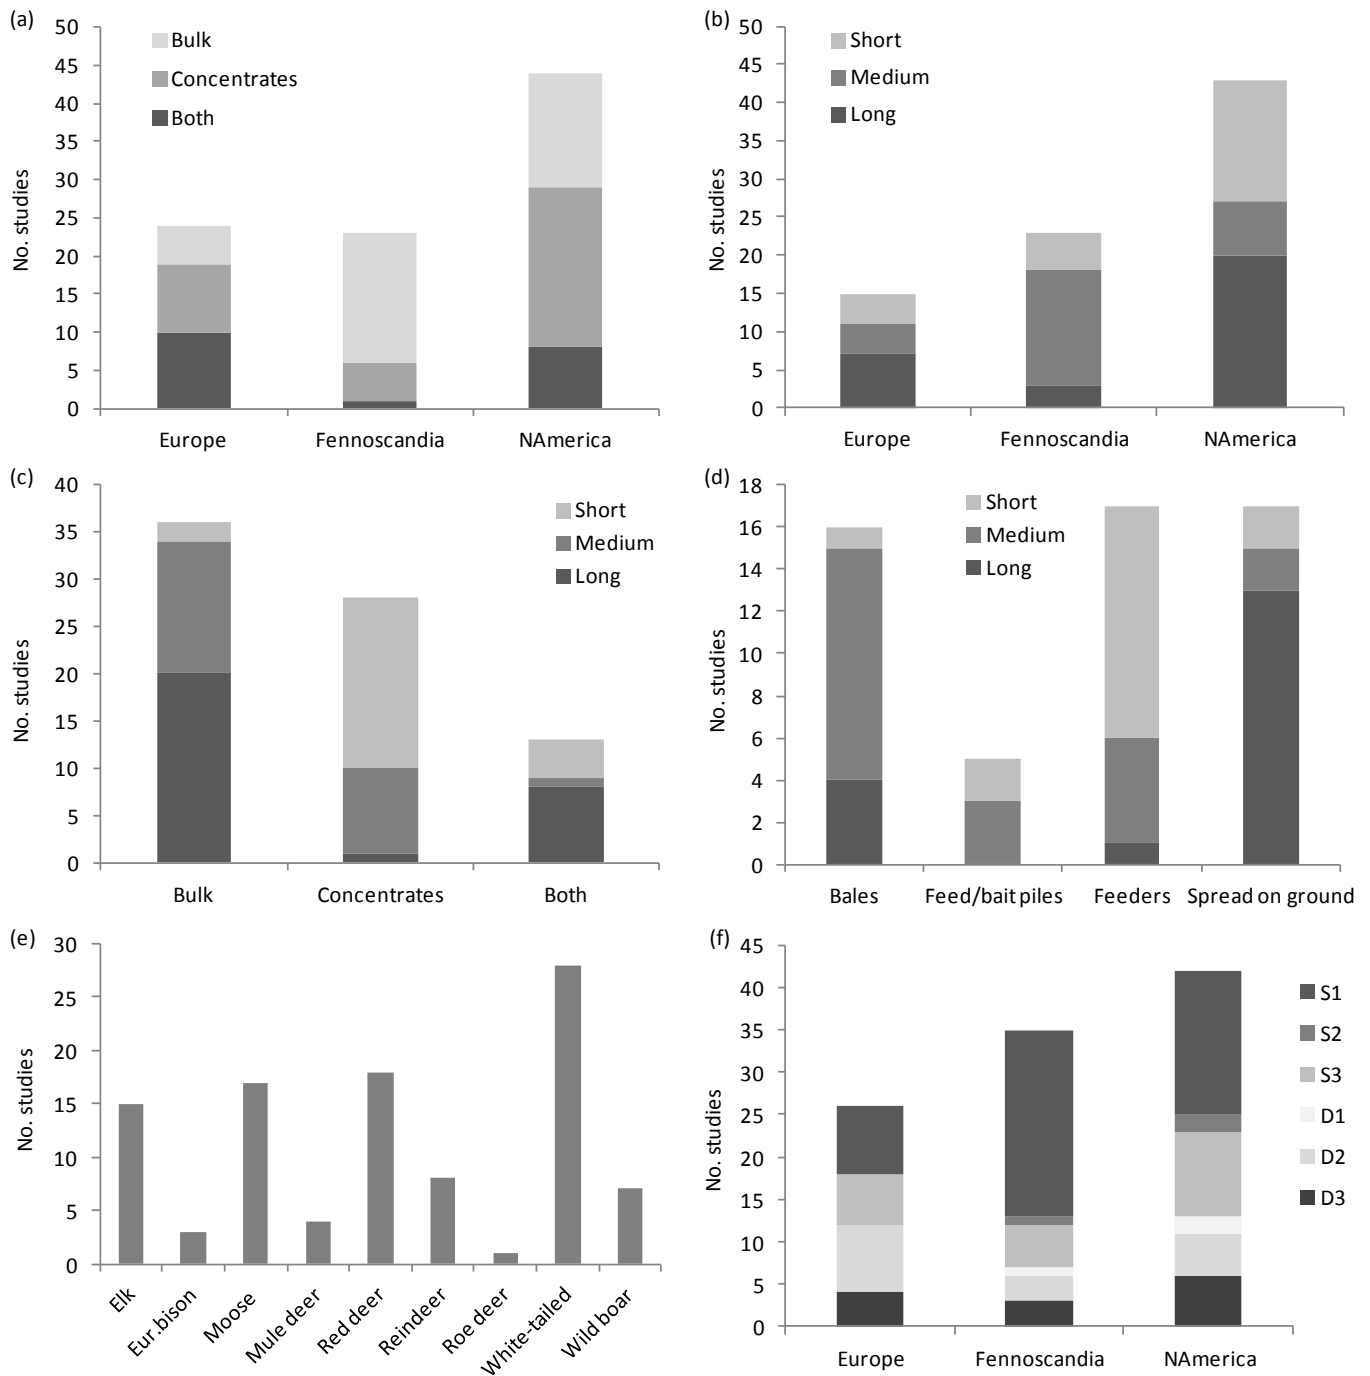 (a)
50
45
40
35
30
25
20
15
10
5
0
No. studies
Bulk
Concentrates
Both
Europe Fennoscandia NAmerica
(b)
50
45
40
35
30
25
20
15
10
5
0
No. studies
Short
Medium
Long
Europe Fennoscandia NAmerica
(c)
40
35
30
25
20
15
10
5
0
No. studies
Short
Medium
Long
Bulk Concentrates Both
(d)
18
16
14
12
10
8
6
4
2
0
No. studies
Short
Medium
Long
Bales Feed/bait piles Feeders Spread on ground
(e)
30
25
20
15
10
5
0
No. studies
Elk
Eur.bison
Moose
Mule deer
Red deer
Reindeer
Roe deer
White-tailed
Wild boar
(f)
45
40
35
30
25
20
15
10
5
0
No. studies
S1
S2
S3
D1
D2
D3
Europe Fennoscandia NAmerica